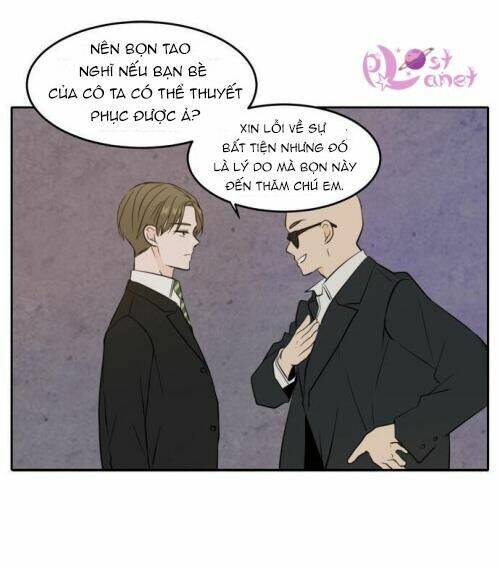 NÊN BỌN TAO
NGHĨ NẾU BẠN BÈ
CỦA CÔ TA CÓ THỂ THUYẾT
PHỤC ĐƯỢC Ả?
Lost
Planet
XIN LỖI VỀ SỰ
BẤT TIỆN NHƯNG ĐÓ
LÀ LÝ DO MÀ BỌN NÀY
ĐẾN THĂM CHÚ EM.